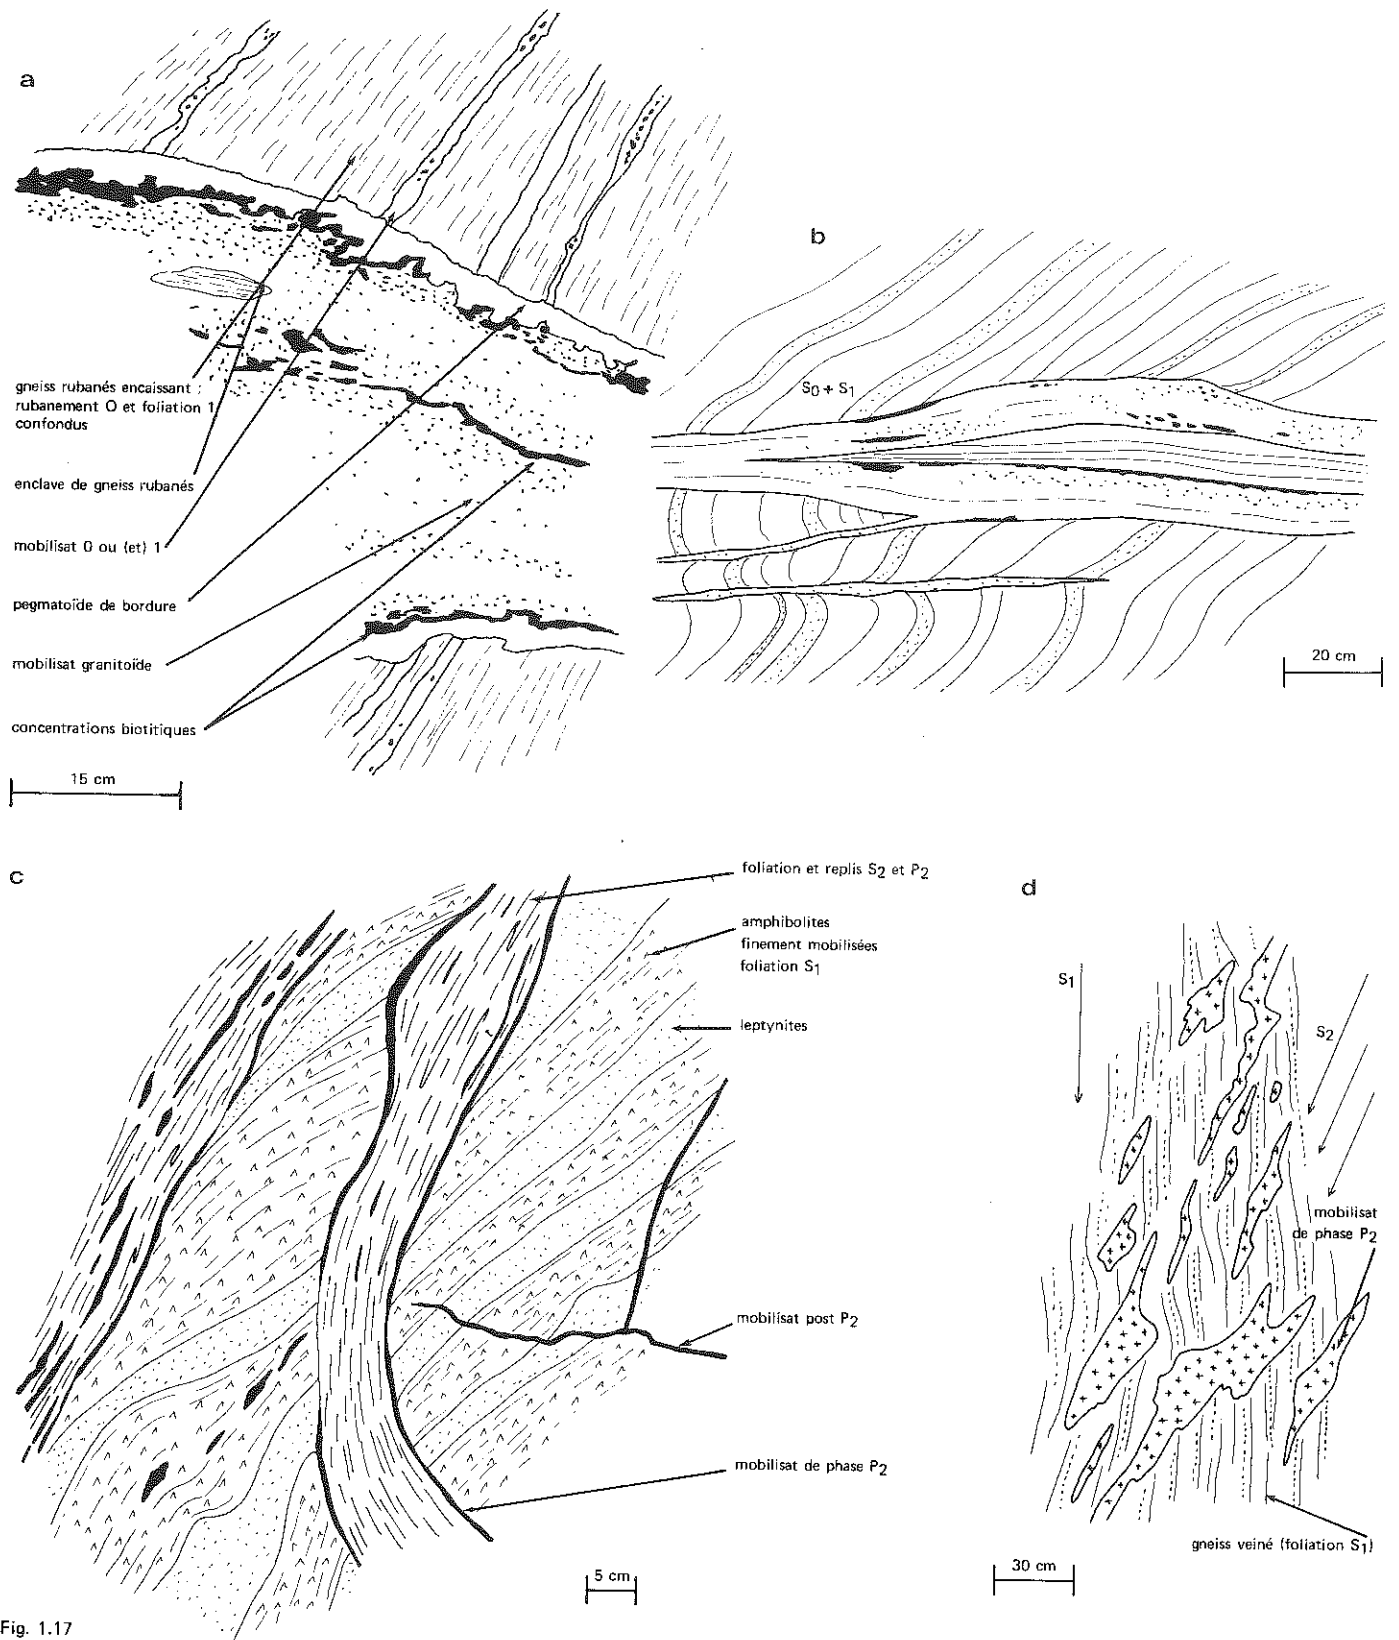 a
gneiss rubanés encaissant :
rubanement O et foliation 1
confondus
enclave de gneiss rubanés
mobilisat 0 ou (et) 1
pegmatoïde de bordure
mobilisat granitoïde
concentrations biotitiques
15 cm
b
S0 + S1
20 cm
c
foliation et replis S2 et P2
amphibolites
finement mobilisées
foliation S1
leptynites
mobilisat post P2
mobilisat de phase P2
5 cm
d
S1
S2
mobilisat
de phase P2
gneiss veiné (foliation S1)
30 cm
Fig. 1.17